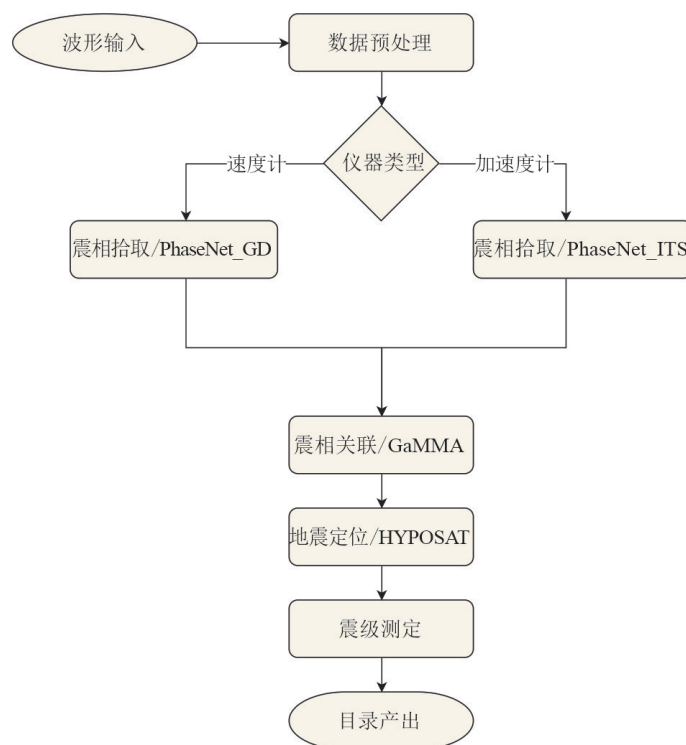 波形输入
数据预处理
仪器类型
速度计
加速度计
震相拾取/PhaseNet_GD
震相拾取/PhaseNet_ITS
震相关联/GaMMA
地震定位/HYPOSAT
震级测定
目录产出